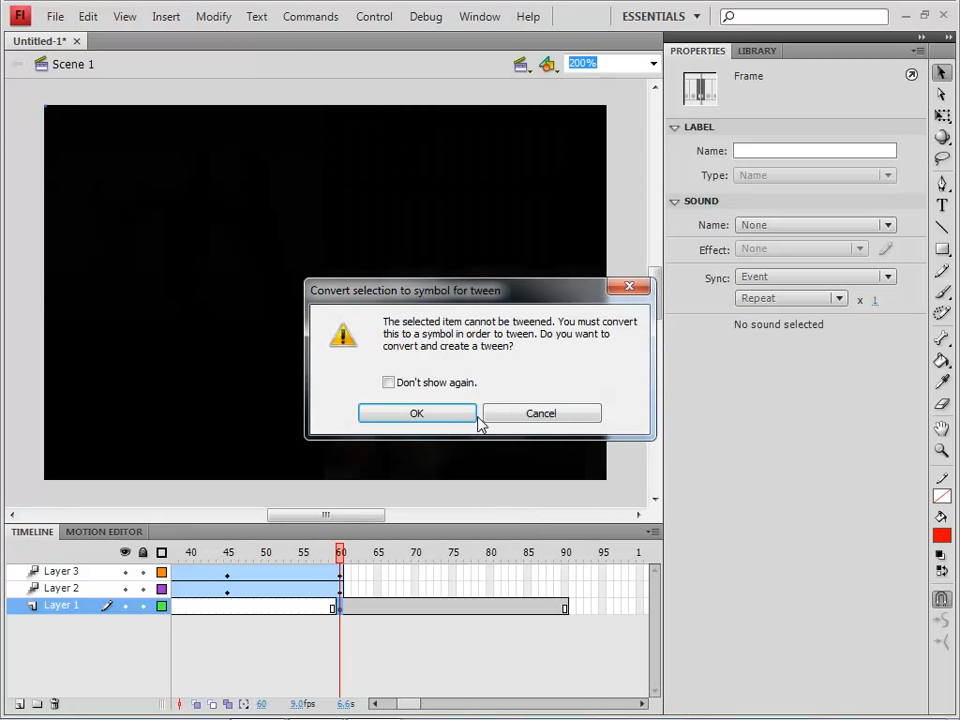 Fl File Edit View Insert Modify Text Commands Control Debug Window Help ESSENTIALS
Untitled-1*
Scene 1 200%
PROPERTIES LIBRARY
Frame
LABEL
Name:
Type: Name
SOUND
Name: None
Effect: None
Sync: Event
Repeat x 1
No sound selected
Convert selection to symbol for tween
The selected item cannot be tweened. You must convert
this to a symbol in order to tween. Do you want to
convert and create a tween?
Don't show again.
OK Cancel
TIMELINE MOTION EDITOR
40 45 50 55 60 65 70 75 80 85 90 95 1
Layer 3
Layer 2
Layer 1
60 9.0fps 6.6s